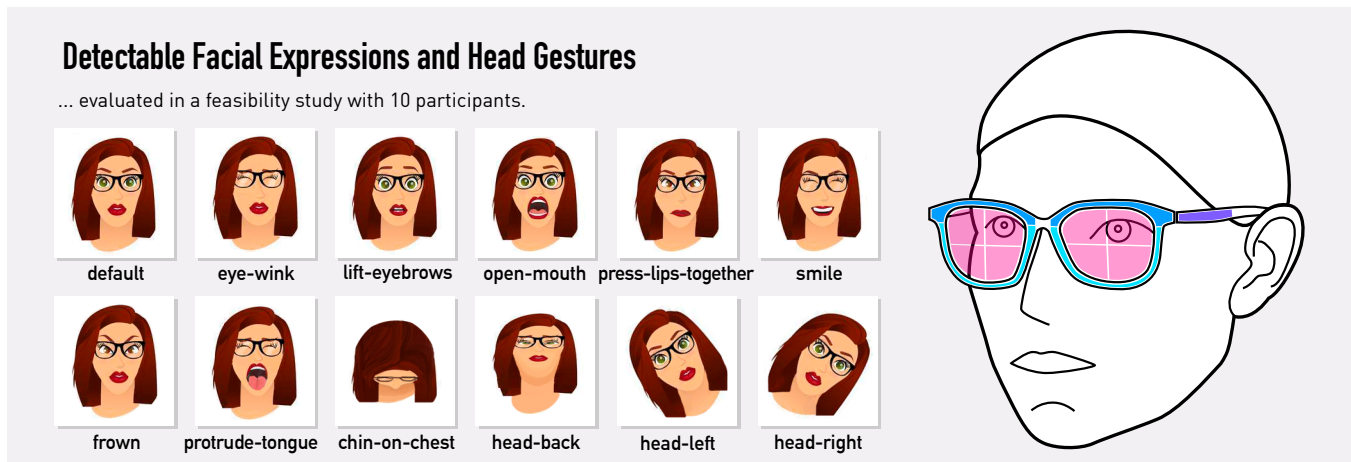 Detectable Facial Expressions and Head Gestures
... evaluated in a feasibility study with 10 participants.
default
eye-wink
lift-eyebrows
open-mouth
press-lips-together
smile
frown
protrude-tongue
chin-on-chest
head-back
head-left
head-right